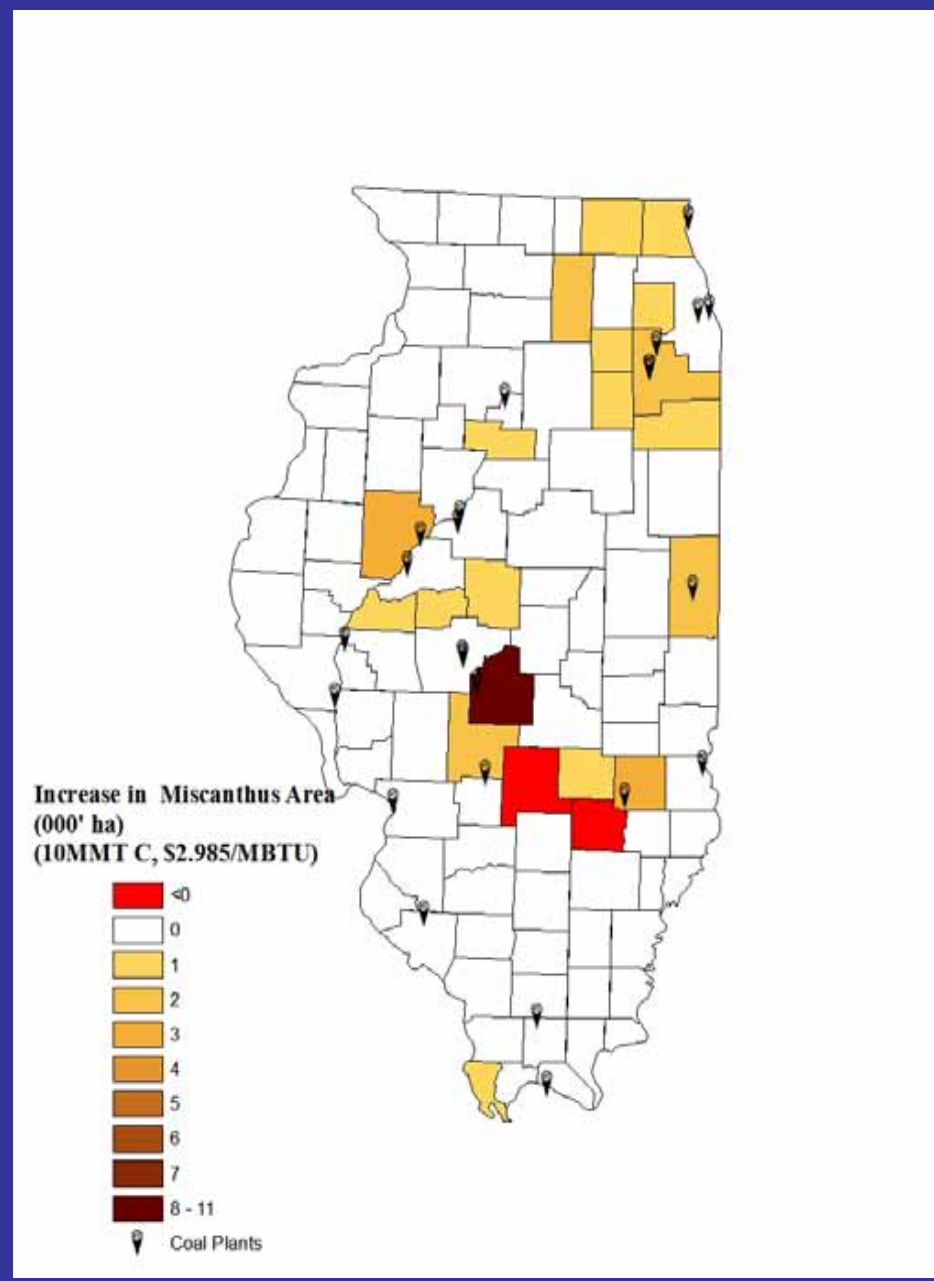 Increase in Miscanthus Area
(000' ha)
(10MMT C, $2.985/MBTU)
<0
0
1
2
3
4
5
6
7
8 - 11
Coal Plants